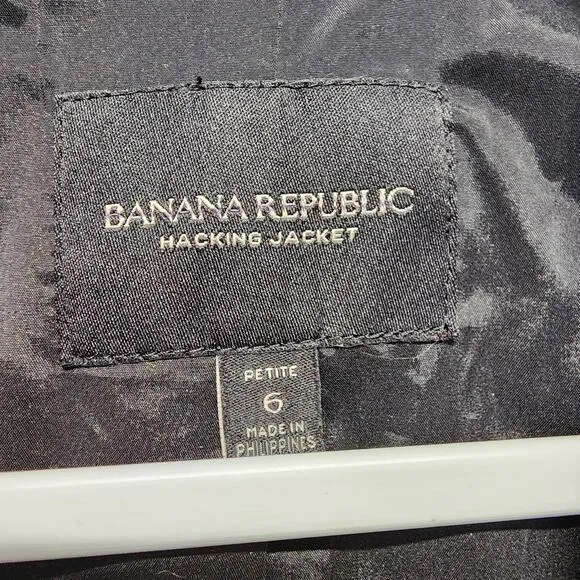 BANANA REPUBLIC
HACKING JACKET
PETITE
6
MADE IN
PHILIPPINES